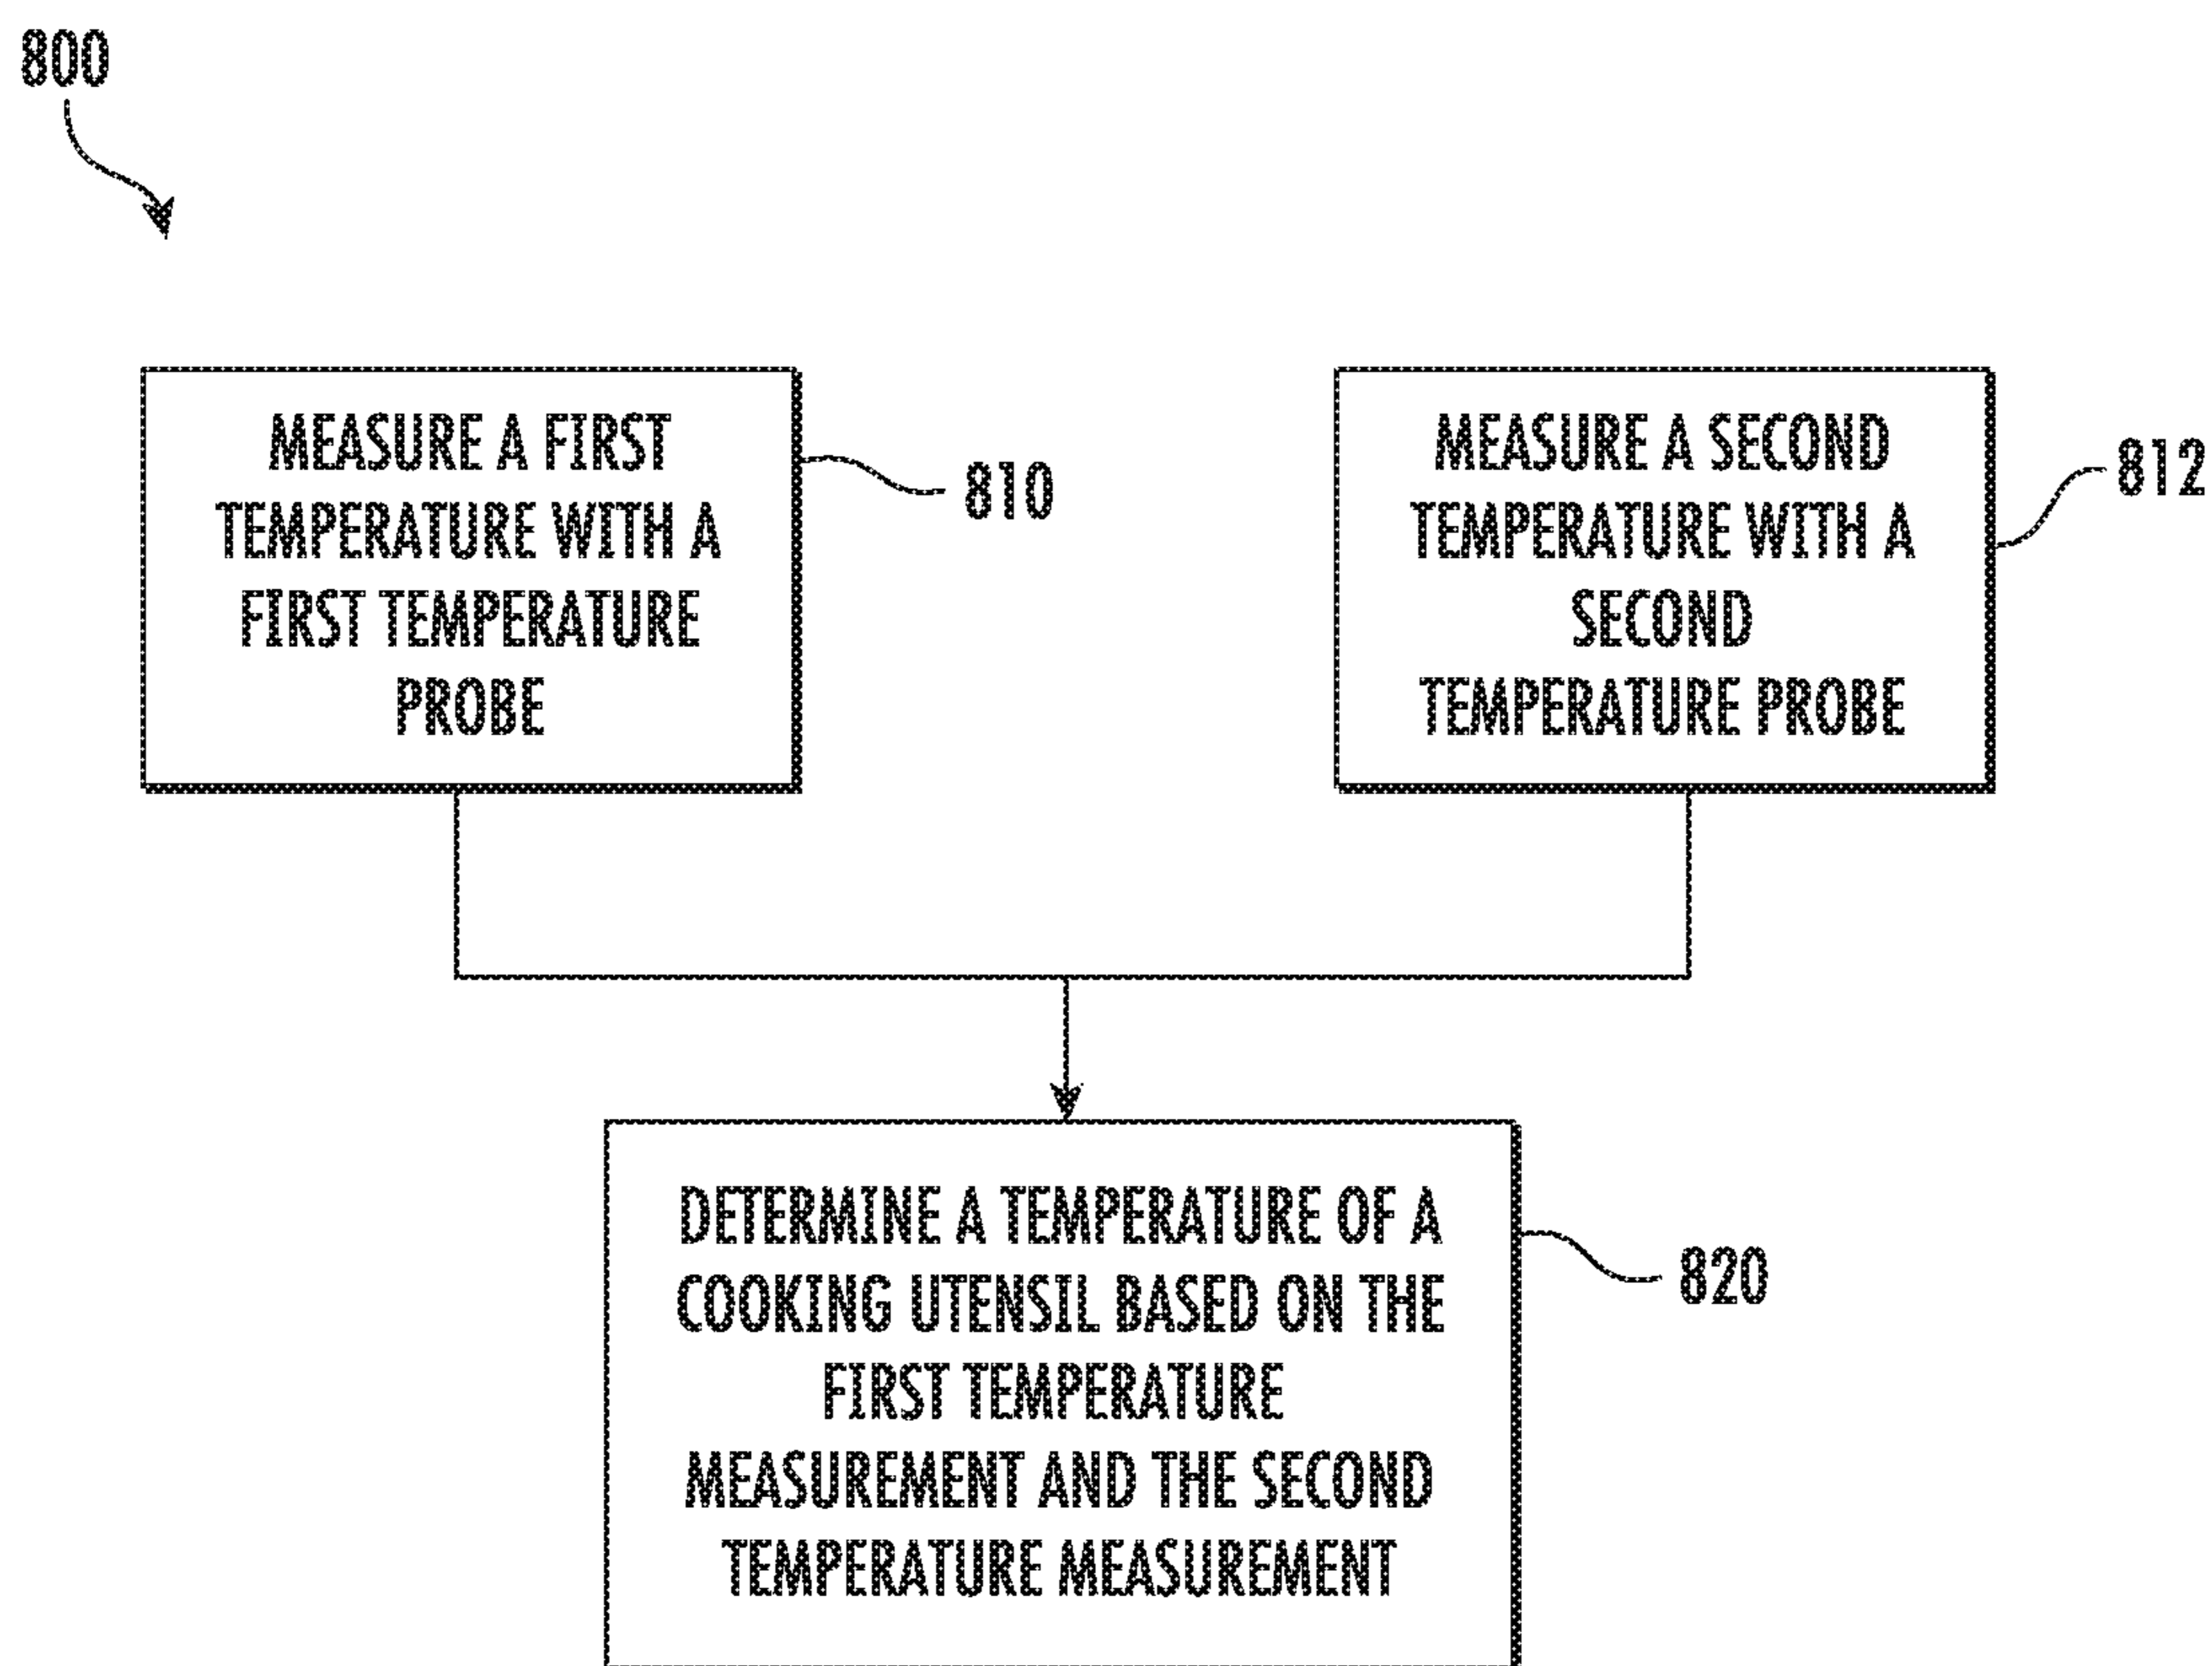 800
MEASURE A FIRST
TEMPERATURE WITH A
FIRST TEMPERATURE
PROBE
810
MEASURE A SECOND
TEMPERATURE WITH A
SECOND
TEMPERATURE PROBE
812
DETERMINE A TEMPERATURE OF A
COOKING UTENSIL BASED ON THE
FIRST TEMPERATURE
MEASUREMENT AND THE SECOND
TEMPERATURE MEASUREMENT
820